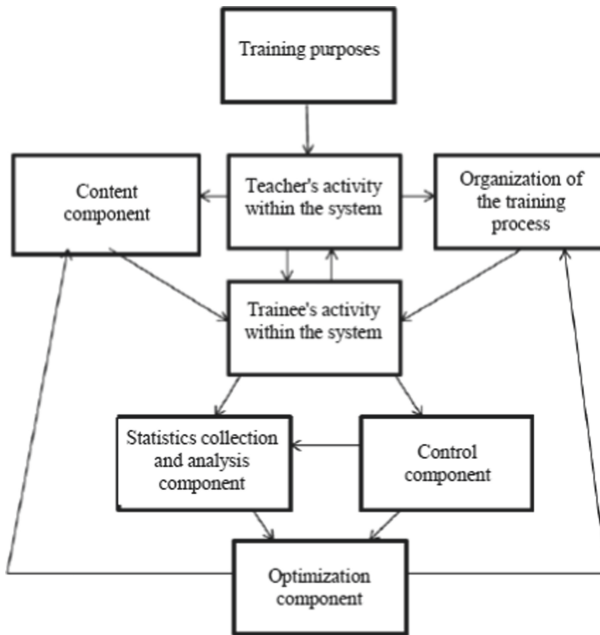 Training purposes
Content
component
Teacher's activity
within the system
Organization of
the training
process
Trainee's activity
within the system
Statistics collection
and analysis
component
Control
component
Optimization
component